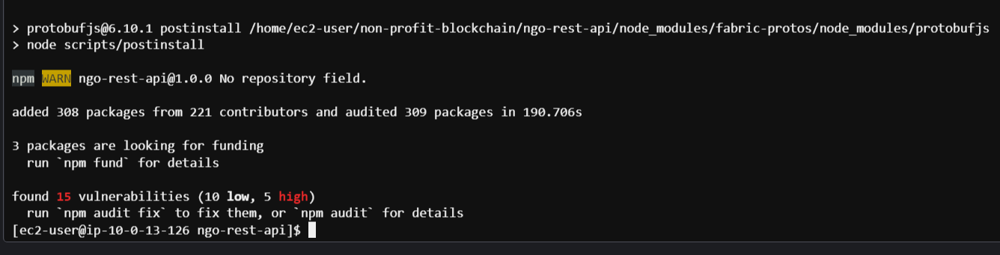 > protobufjs@6.10.1 postinstall /home/ec2-user/non-profit-blockchain/ngo-rest-api/node_modules/fabric-protos/node_modules/protobufjs
> node scripts/postinstall
npm WARN ngo-rest-api@1.0.0 No repository field.
added 308 packages from 221 contributors and audited 309 packages in 190.706s
3 packages are looking for funding
  run `npm fund` for details
found 15 vulnerabilities (10 low, 5 high)
  run `npm audit fix` to fix them, or `npm audit` for details
[ec2-user@ip-10-0-13-126 ngo-rest-api]$